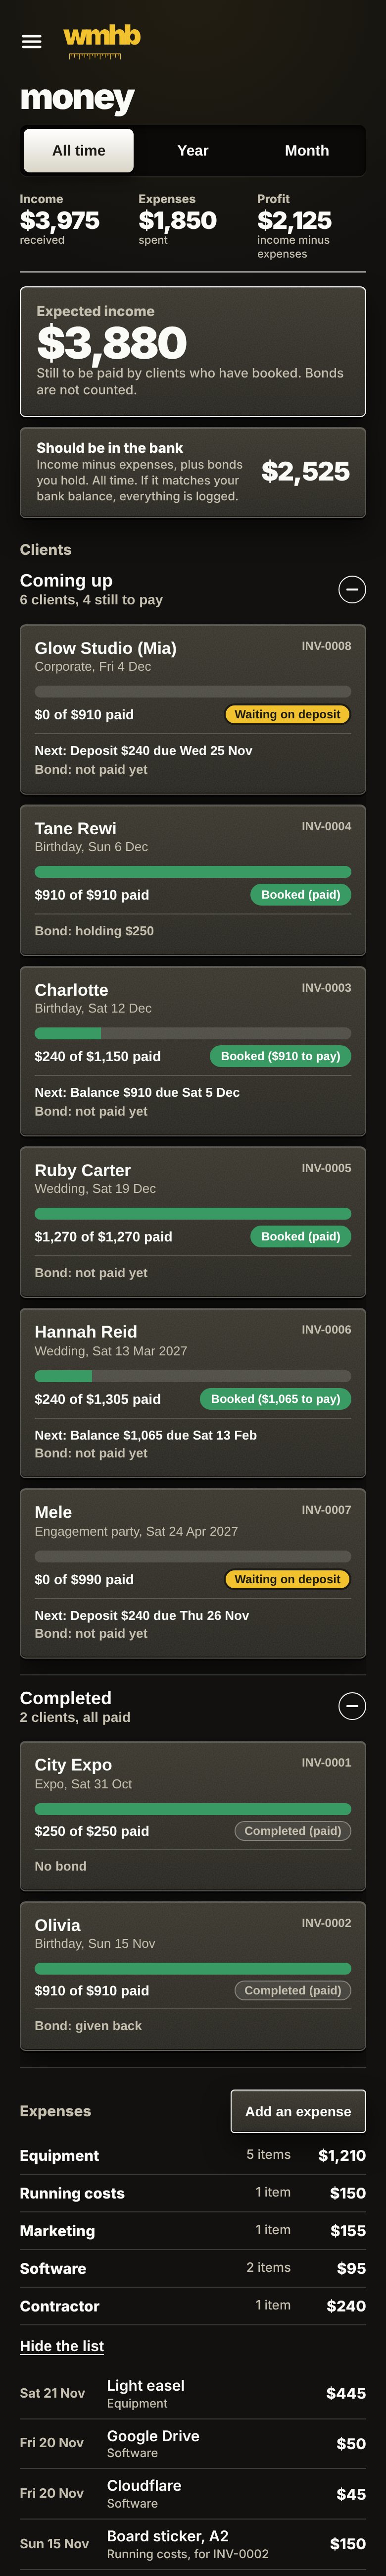 wmhb
money
All time
Year
Month
Income
$3,975
received
Expenses
$1,850
spent
Profit
$2,125
income minus
expenses
Expected income
$3,880
Still to be paid by clients who have booked. Bonds
are not counted.
Should be in the bank
Income minus expenses, plus bonds
you hold. All time. If it matches your
bank balance, everything is logged.
$2,525
Clients
Coming up
6 clients, 4 still to pay
Glow Studio (Mia)
INV-0008
Corporate, Fri 4 Dec
$0 of $910 paid
Waiting on deposit
Next: Deposit $240 due Wed 25 Nov
Bond: not paid yet
Tane Rewi
INV-0004
Birthday, Sun 6 Dec
$910 of $910 paid
Booked (paid)
Bond: holding $250
Charlotte
INV-0003
Birthday, Sat 12 Dec
$240 of $1,150 paid
Booked ($910 to pay)
Next: Balance $910 due Sat 5 Dec
Bond: not paid yet
Ruby Carter
INV-0005
Wedding, Sat 19 Dec
$1,270 of $1,270 paid
Booked (paid)
Bond: not paid yet
Hannah Reid
INV-0006
Wedding, Sat 13 Mar 2027
$240 of $1,305 paid
Booked ($1,065 to pay)
Next: Balance $1,065 due Sat 13 Feb
Bond: not paid yet
Mele
INV-0007
Engagement party, Sat 24 Apr 2027
$0 of $990 paid
Waiting on deposit
Next: Deposit $240 due Thu 26 Nov
Bond: not paid yet
Completed
2 clients, all paid
City Expo
INV-0001
Expo, Sat 31 Oct
$250 of $250 paid
Completed (paid)
No bond
Olivia
INV-0002
Birthday, Sun 15 Nov
$910 of $910 paid
Completed (paid)
Bond: given back
Expenses
Add an expense
Equipment
5 items
$1,210
Running costs
1 item
$150
Marketing
1 item
$155
Software
2 items
$95
Contractor
1 item
$240
Hide the list
Sat 21 Nov
Light easel
Equipment
$445
Fri 20 Nov
Google Drive
Software
$50
Fri 20 Nov
Cloudflare
Software
$45
Sun 15 Nov
Board sticker, A2
Running costs, for INV-0002
$150